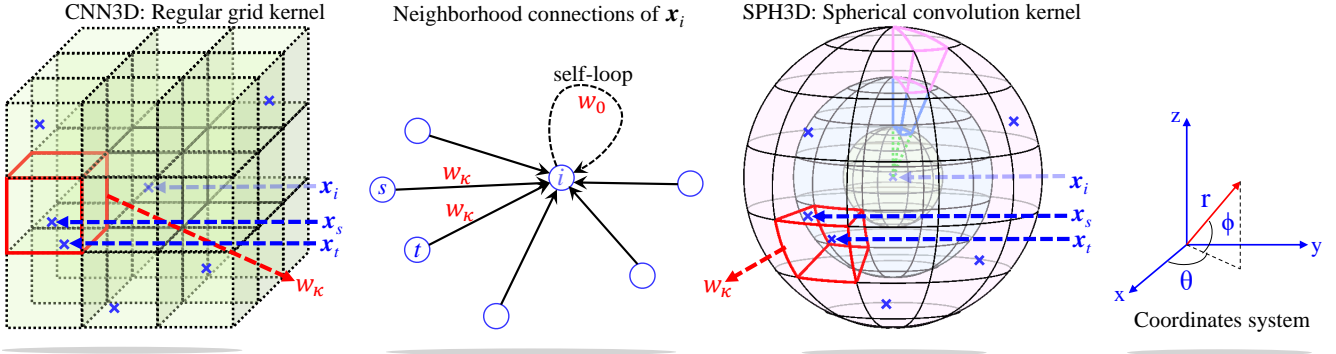 CNN3D: Regular grid kernel
x_i
x_s
x_t
w_κ
Neighborhood connections of x_i
self-loop
w_0
s
w_κ
w_κ
i
t
SPH3D: Spherical convolution kernel
x_i
x_s
x_t
w_κ
z
r
ϕ
y
θ
x
Coordinates system